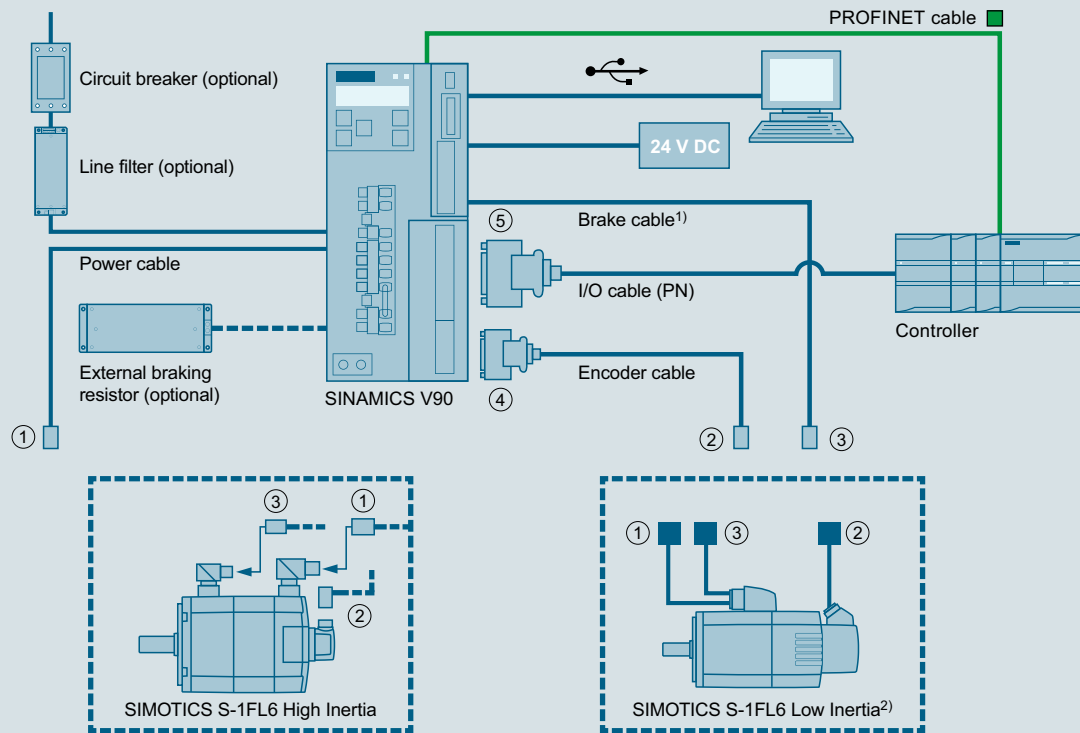 PROFINET cable
Circuit breaker (optional)
24 V DC
Line filter (optional)
⑤
Brake cable1)
Power cable
I/O cable (PN)
Controller
External braking
resistor (optional)
Encoder cable
SINAMICS V90
④
①
②
③
③
①
②
SIMOTICS S-1FL6 High Inertia
①
③
②
SIMOTICS S-1FL6 Low Inertia2)